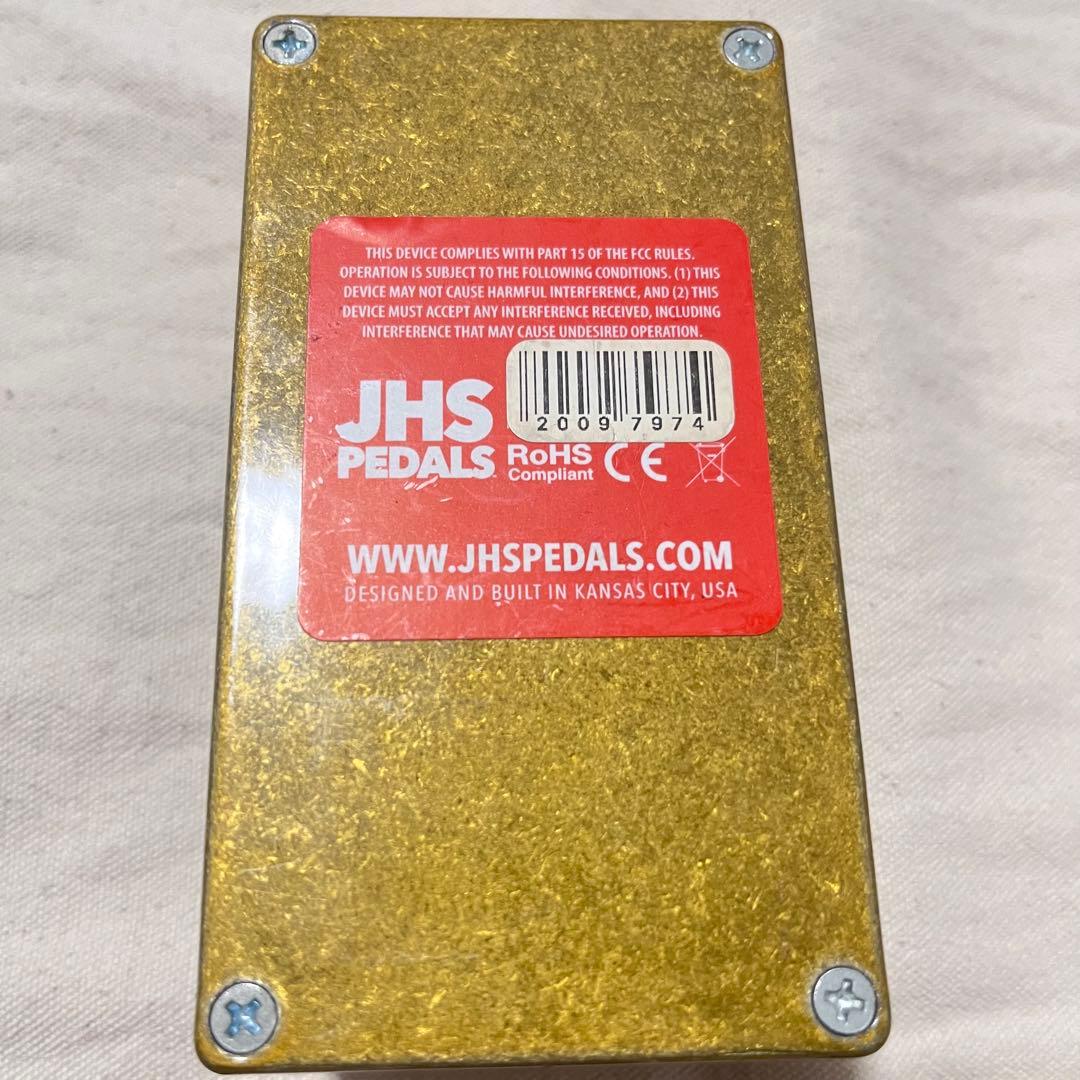 THIS DEVICE COMPLIES WITH PART 15 OF THE FCC RULES.
OPERATION IS SUBJECT TO THE FOLLOWING CONDITIONS. (1) THIS
DEVICE MAY NOT CAUSE HARMFUL INTERFERENCE, AND (2) THIS
DEVICE MUST ACCEPT ANY INTERFERENCE RECEIVED, INCLUDING
INTERFERENCE THAT MAY CAUSE UNDESIRED OPERATION.
2009 7974
JHS
PEDALS
RoHS
Compliant
CE
WWW.JHSPEDALS.COM
DESIGNED AND BUILT IN KANSAS CITY, USA